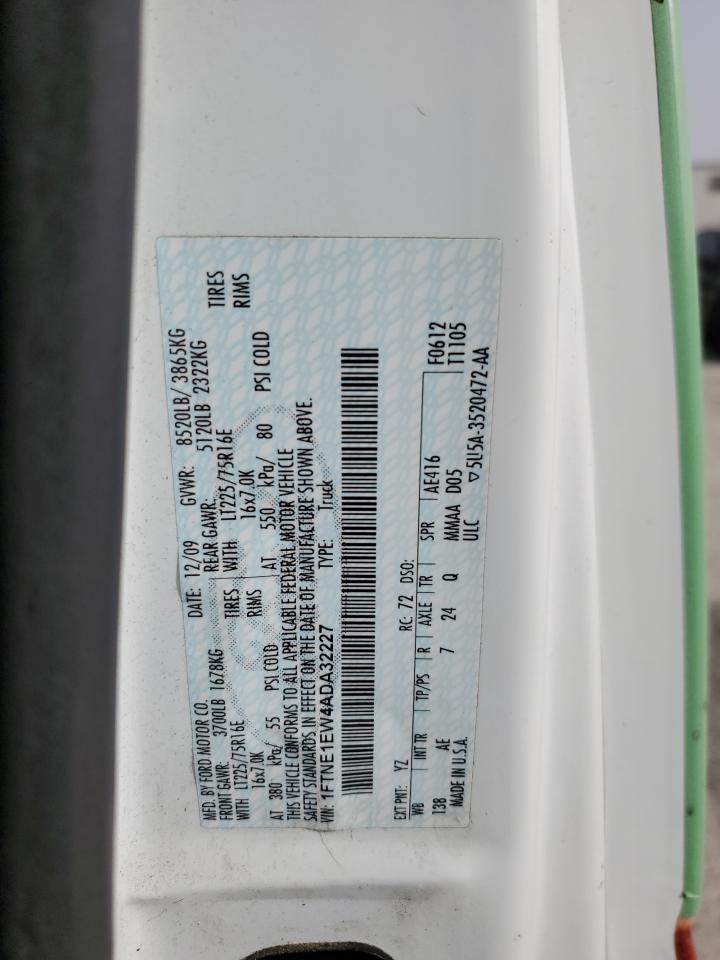 MFD. BY FORD MOTOR CO. DATE: 12/09 GVWR: 8520LB/ 3865KG
FRONT GAWR: 3700LB 1678KG REAR GAWR: 5120LB 2322KG
WITH LT225/75R16E TIRES WITH LT225/75R16E TIRES
16x7.0K RIMS 16x7.0K RIMS
AT 380 kPa/ 55 PSI COLD AT 550 kPa/ 80 PSI COLD
THIS VEHICLE CONFORMS TO ALL APPLICABLE FEDERAL MOTOR VEHICLE
SAFETY STANDARDS IN EFFECT ON THE DATE OF MANUFACTURE SHOWN ABOVE.
VIN: 1FTNE1EW4ADA32227 TYPE: Truck
EXT PNT: YZ RC: 72 DSO: F0612
WB INT TR TP/PS R AXLE TR SPR AE416 T1105
138 AE 7 24 Q MMAA D05
MADE IN U.S.A. ULC ▽5U5A-3520472-AA